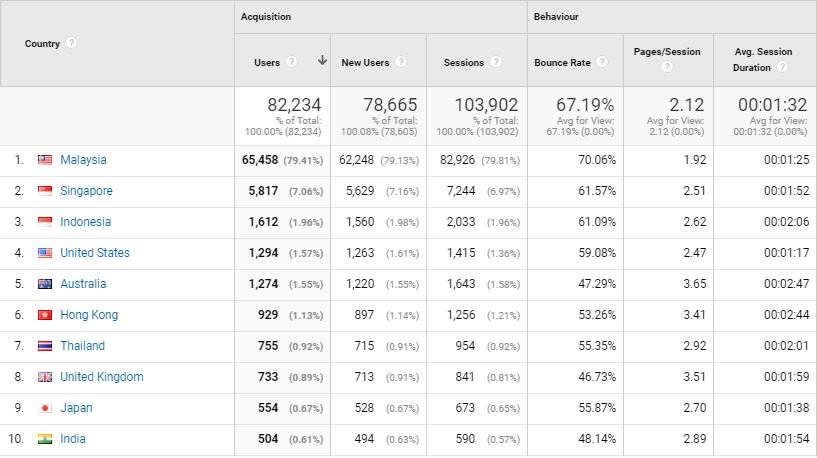 Country ? Acquisition Behaviour
Users ? New Users ? Sessions ? Bounce Rate ? Pages/Session ? Avg. Session Duration ?
82,234 78,665 103,902 67.19% 2.12 00:01:32
% of Total: % of Total: % of Total: Avg for View: Avg for View: Avg for View:
100.00% (82,234) 100.08% (78,605) 100.00% (103,902) 67.19% (0.00%) 2.12 (0.00%) 00:01:32 (0.00%)
1. Malaysia 65,458 (79.41%) 62,248 (79.13%) 82,926 (79.81%) 70.06% 1.92 00:01:25
2. Singapore 5,817 (7.06%) 5,629 (7.16%) 7,244 (6.97%) 61.57% 2.51 00:01:52
3. Indonesia 1,612 (1.96%) 1,560 (1.98%) 2,033 (1.96%) 61.09% 2.62 00:02:06
4. United States 1,294 (1.57%) 1,263 (1.61%) 1,415 (1.36%) 59.08% 2.47 00:01:17
5. Australia 1,274 (1.55%) 1,220 (1.55%) 1,643 (1.58%) 47.29% 3.65 00:02:47
6. Hong Kong 929 (1.13%) 897 (1.14%) 1,256 (1.21%) 53.26% 3.41 00:02:44
7. Thailand 755 (0.92%) 715 (0.91%) 954 (0.92%) 55.35% 2.92 00:02:01
8. United Kingdom 733 (0.89%) 713 (0.91%) 841 (0.81%) 46.73% 3.51 00:01:59
9. Japan 554 (0.67%) 528 (0.67%) 673 (0.65%) 55.87% 2.70 00:01:38
10. India 504 (0.61%) 494 (0.63%) 590 (0.57%) 48.14% 2.89 00:01:54